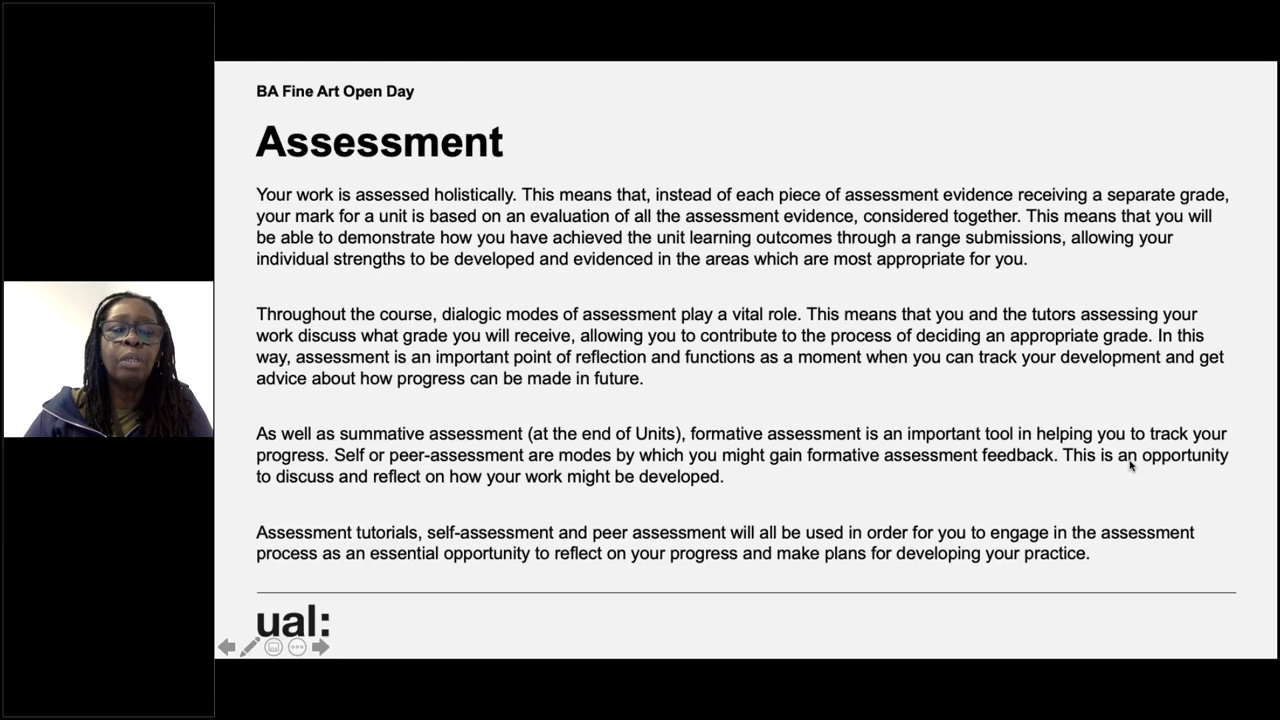 BA Fine Art Open Day
Assessment
Your work is assessed holistically. This means that, instead of each piece of assessment evidence receiving a separate grade,
your mark for a unit is based on an evaluation of all the assessment evidence, considered together. This means that you will
be able to demonstrate how you have achieved the unit learning outcomes through a range submissions, allowing your
individual strengths to be developed and evidenced in the areas which are most appropriate for you.
Throughout the course, dialogic modes of assessment play a vital role. This means that you and the tutors assessing your
work discuss what grade you will receive, allowing you to contribute to the process of deciding an appropriate grade. In this
way, assessment is an important point of reflection and functions as a moment when you can track your development and get
advice about how progress can be made in future.
As well as summative assessment (at the end of Units), formative assessment is an important tool in helping you to track your
progress. Self or peer-assessment are modes by which you might gain formative assessment feedback. This is an opportunity
to discuss and reflect on how your work might be developed.
Assessment tutorials, self-assessment and peer assessment will all be used in order for you to engage in the assessment
process as an essential opportunity to reflect on your progress and make plans for developing your practice.
ual: